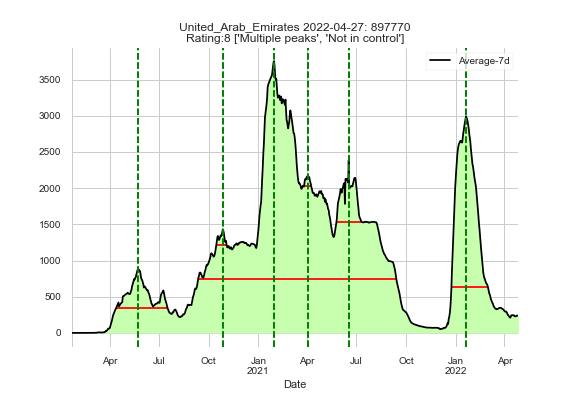 United_Arab_Emirates 2022-04-27: 897770
Rating:8 ['Multiple peaks', 'Not in control']
Average-7d
3500
3000
2500
2000
1500
1000
500
0
Apr Jul Oct Jan Apr Jul Oct Jan Apr
2021 2022
Date